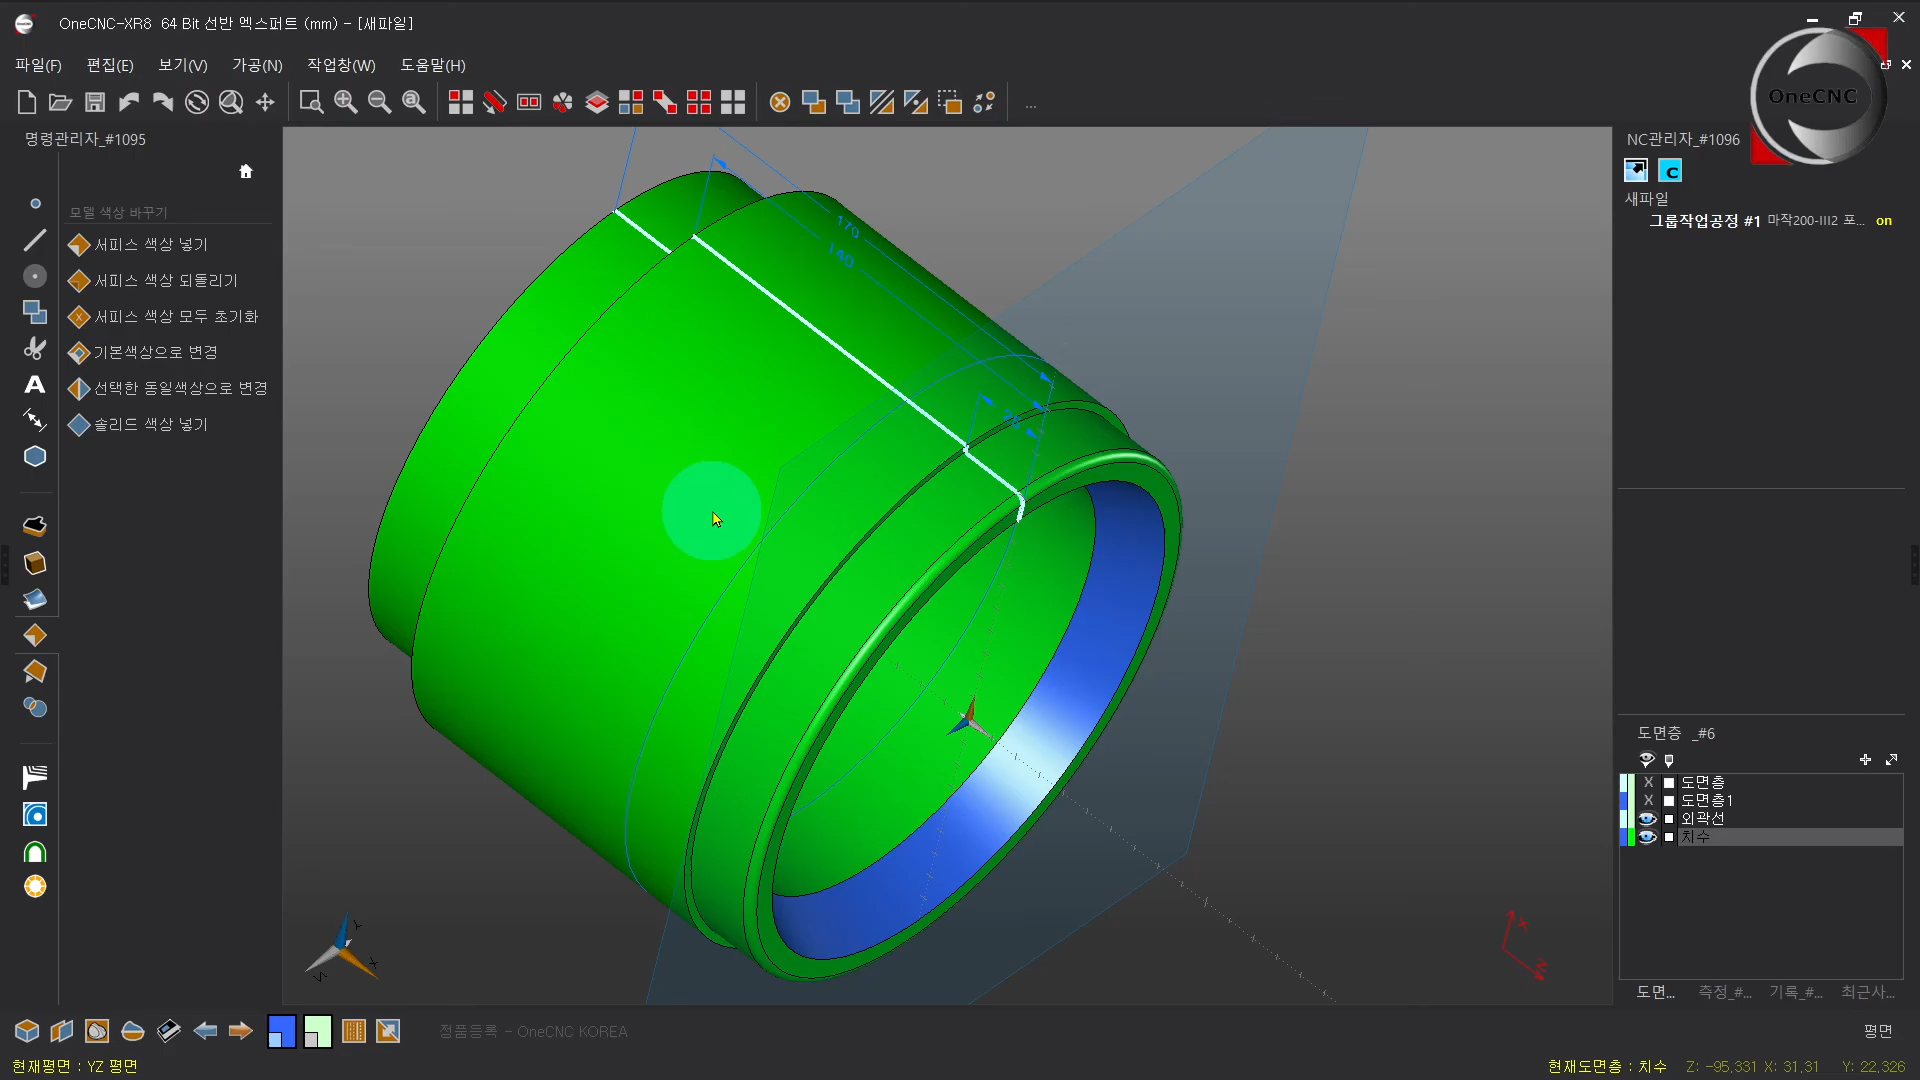 OneCNC-XR8 64 Bit 선반 엑스퍼트 (mm) - [새파일]
파일(F) 편집(E) 보기(V) 가공(N) 작업창(W) 도움말(H)
OneCNC
...
명령관리자_#1095
NC관리자_#1096
모델 색상 바꾸기
서피스 색상 넣기
서피스 색상 되돌리기
서피스 색상 모두 초기화
기본색상으로 변경
선택한 동일색상으로 변경
솔리드 색상 넣기
A
C
새파일
그룹작업공정 #1 마작200-III2 포... on
170
140
도면층 _#6
X 도면층
X 도면층1
외곽선
치수
Y
X
Z
X
Z
도면... 측정_#... 기록_#... 최근사...
정품등록 - OneCNC KOREA
평면
현재평면 : YZ 평면
현재도면층 : 치수 Z: -95,331 X: 31,31 Y: 22,326